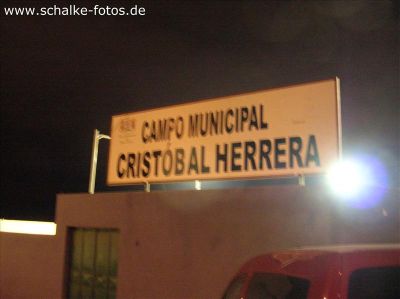 www.schalke-fotos.de
CAMPO MUNICIPAL
CRISTÓBAL HERRERA